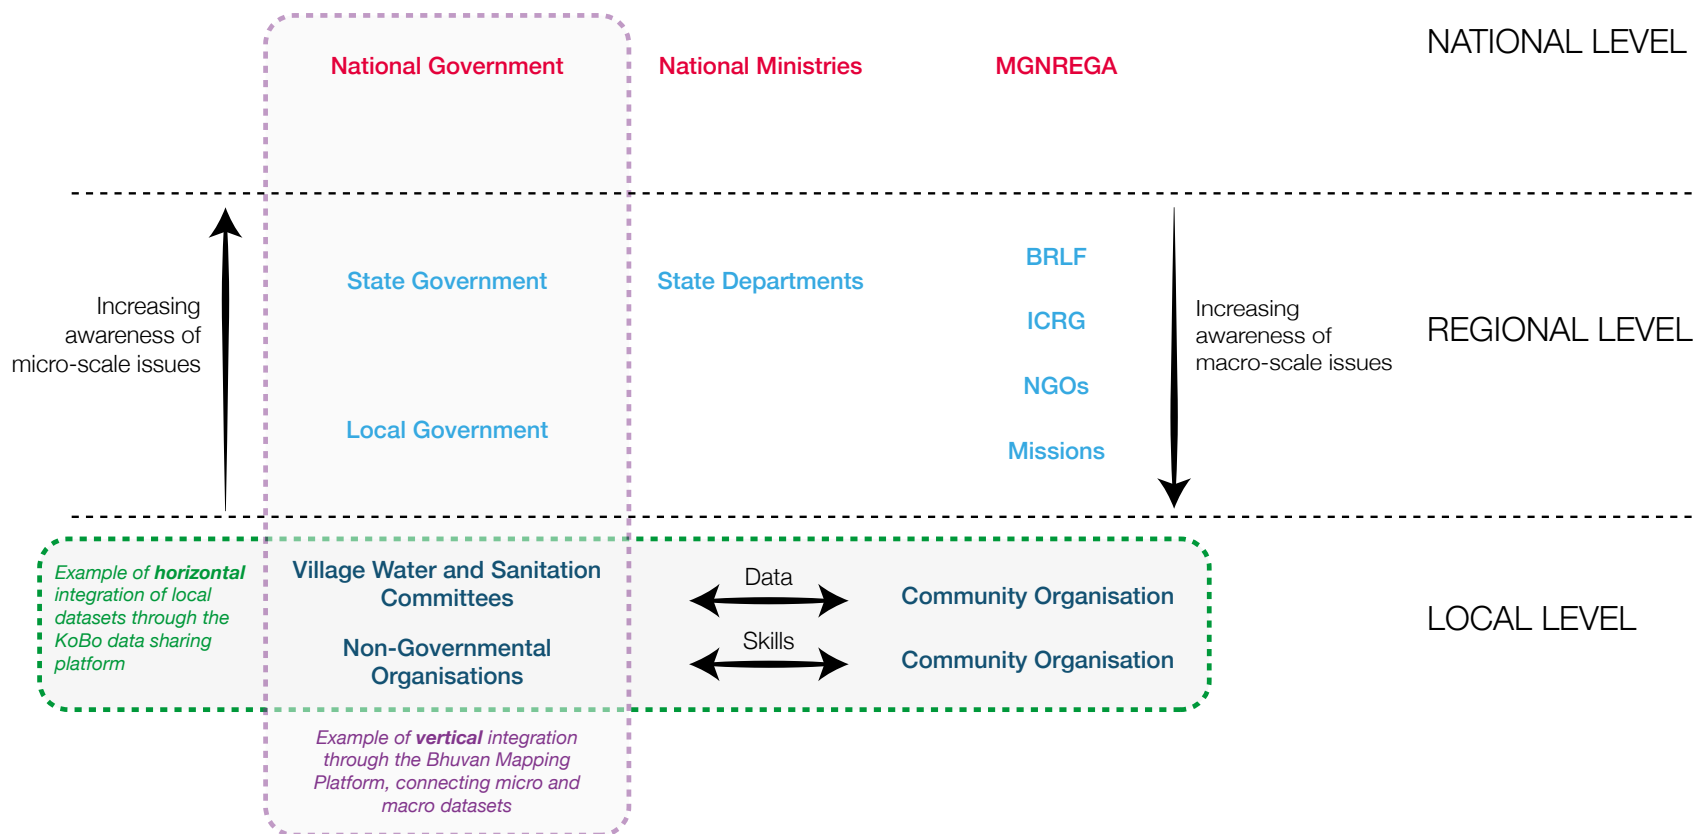 National Government
National Ministries
MGNREGA
NATIONAL LEVEL
Increasing
awareness of
micro-scale issues
State Government
Local Government
State Departments
BRLF
ICRG
NGOs
Missions
Increasing
awareness of
macro-scale issues
REGIONAL LEVEL
Example of horizontal
integration of local
datasets through the
KoBo data sharing
platform
Village Water and Sanitation
Committees
Data
Community Organisation
Non-Governmental
Organisations
Skills
Community Organisation
LOCAL LEVEL
Example of vertical integration
through the Bhuvan Mapping
Platform, connecting micro and
macro datasets